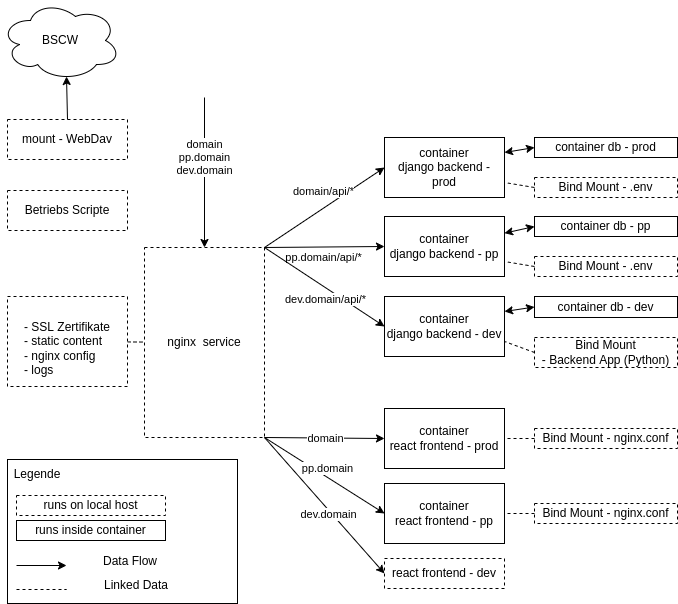 BSCW
mount - WebDav
Betriebs Scripte
domain
pp.domain
dev.domain
- SSL Zertifikate
- static content
- nginx config
- logs
nginx service
domain/api/*
pp.domain/api/*
dev.domain/api/*
container
django backend -
prod
container db - prod
Bind Mount - .env
container
django backend - pp
container db - pp
Bind Mount - .env
container
django backend - dev
container db - dev
Bind Mount
- Backend App (Python)
domain
pp.domain
dev.domain
container
react frontend - prod
Bind Mount - nginx.conf
container
react frontend - pp
Bind Mount - nginx.conf
react frontend - dev
Legende
runs on local host
runs inside container
Data Flow
Linked Data